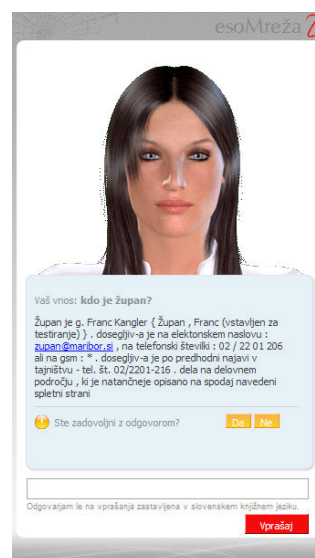 esoMreža
Vaš vnos: kdo je župan?
Župan je g. Franc Kangler { Župan , Franc (vstavljen za
testiranje) } . dosegljiv-a je na elektonskem naslovu :
zupan@maribor.si , na telefonski številki : 02 / 22 01 206
ali na gsm : * . dosegljiv-a je po predhodni najavi v
tajništvu - tel. št. 02/2201-216 . dela na delovnem
področju , ki je natančneje opisano na spodaj navedeni
spletni strani
Ste zadovoljni z odgovorom? Da Ne
Odgovarjam le na vprašanja zastavljena v slovenskem knjižnem jeziku.
Vprašaj